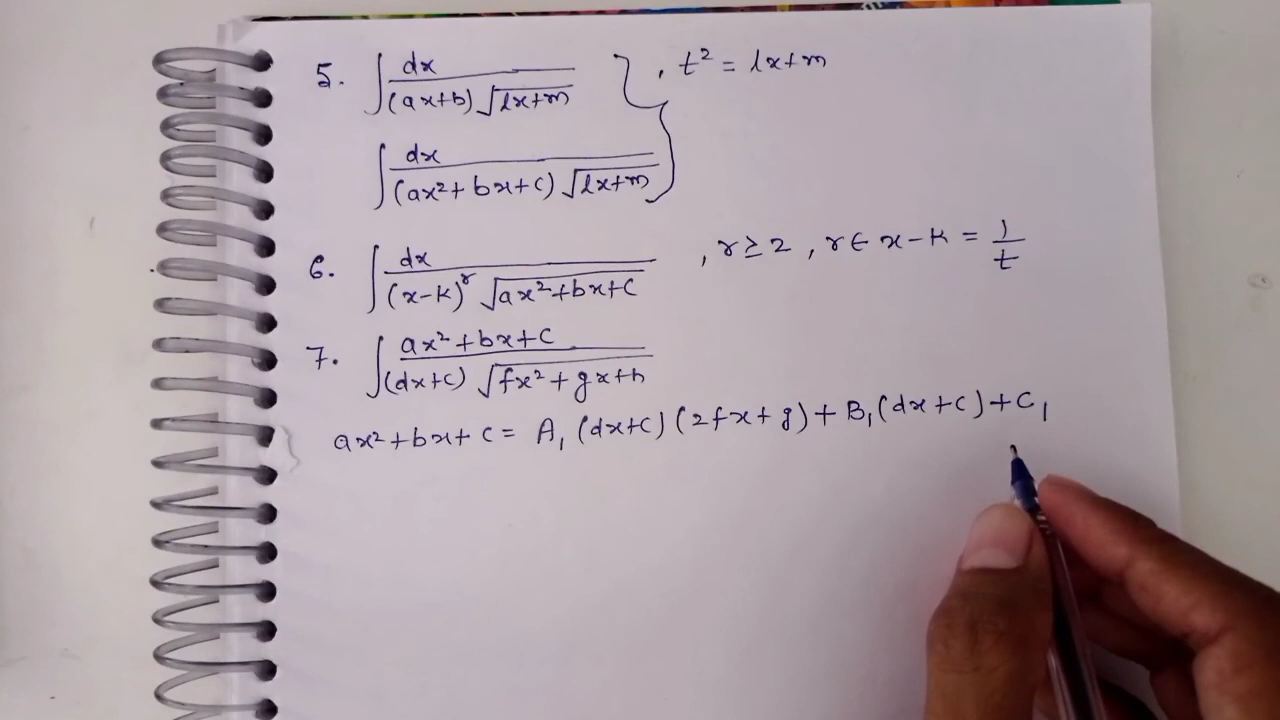 5. ∫ dx / (ax+b) √(lx+m) } , t² = lx+m
∫ dx / (ax²+bx+c) √(lx+m)
6. ∫ dx / (x-k)^r √(ax²+bx+c) , r ≥ 2, r ∈ x-k = 1/t
7. ∫ ax²+bx+c / (dx+c) √(fx²+gx+h)
ax²+bx+c = A₁ (dx+c) (2fx+g) + B₁ (dx+c) + C₁